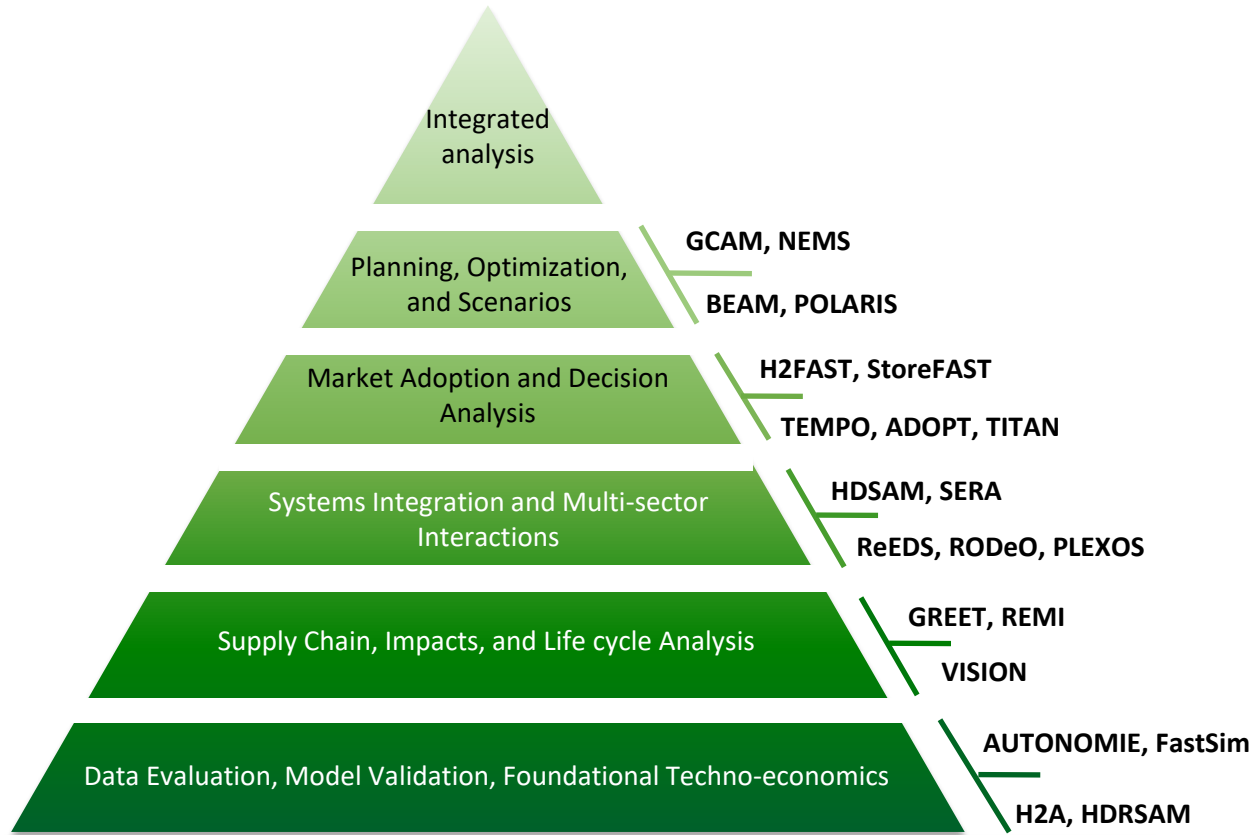 Integrated
analysis
GCAM, NEMS
Planning, Optimization,
and Scenarios
BEAM, POLARIS
H2FAST, StoreFAST
Market Adoption and Decision
Analysis
TEMPO, ADOPT, TITAN
HDSAM, SERA
Systems Integration and Multi-sector
Interactions
ReEDS, RODeO, PLEXOS
GREET, REMI
Supply Chain, Impacts, and Life cycle Analysis
VISION
AUTONOMIE, FastSim
Data Evaluation, Model Validation, Foundational Techno-economics
H2A, HDRSAM